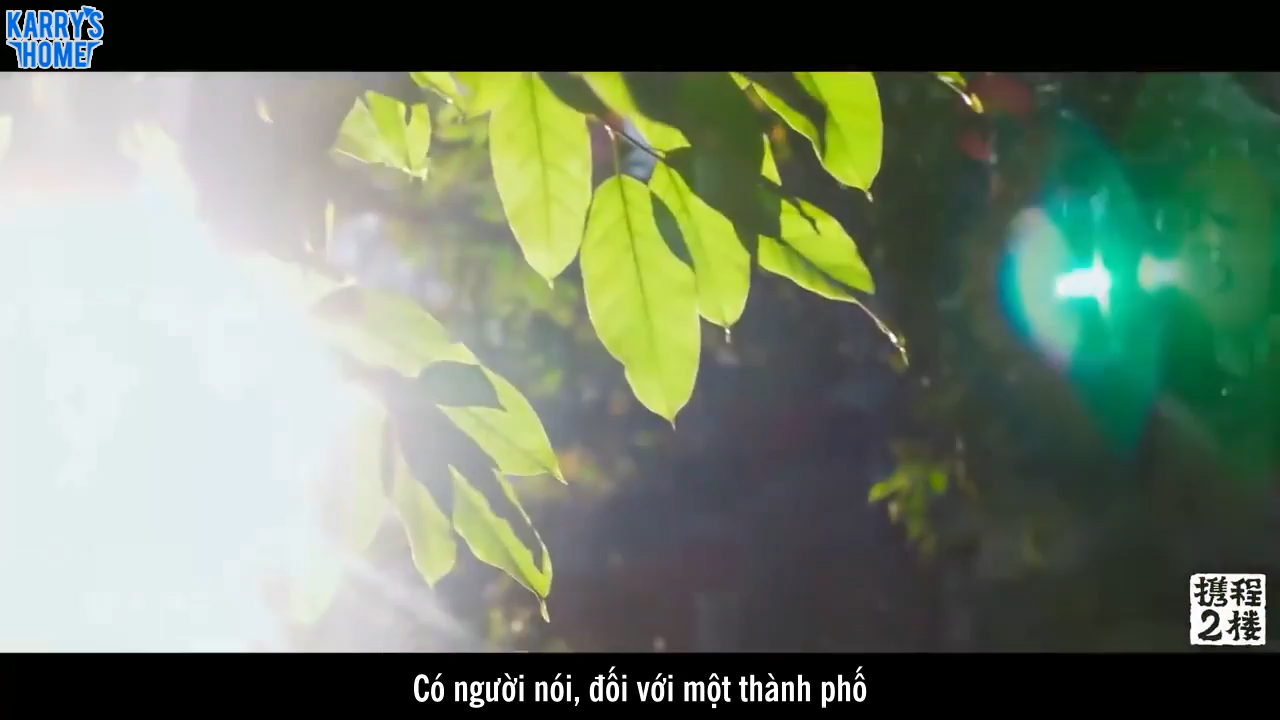 KARRY'S
HOME
携程
2楼
Có người nói, đối với một thành phố